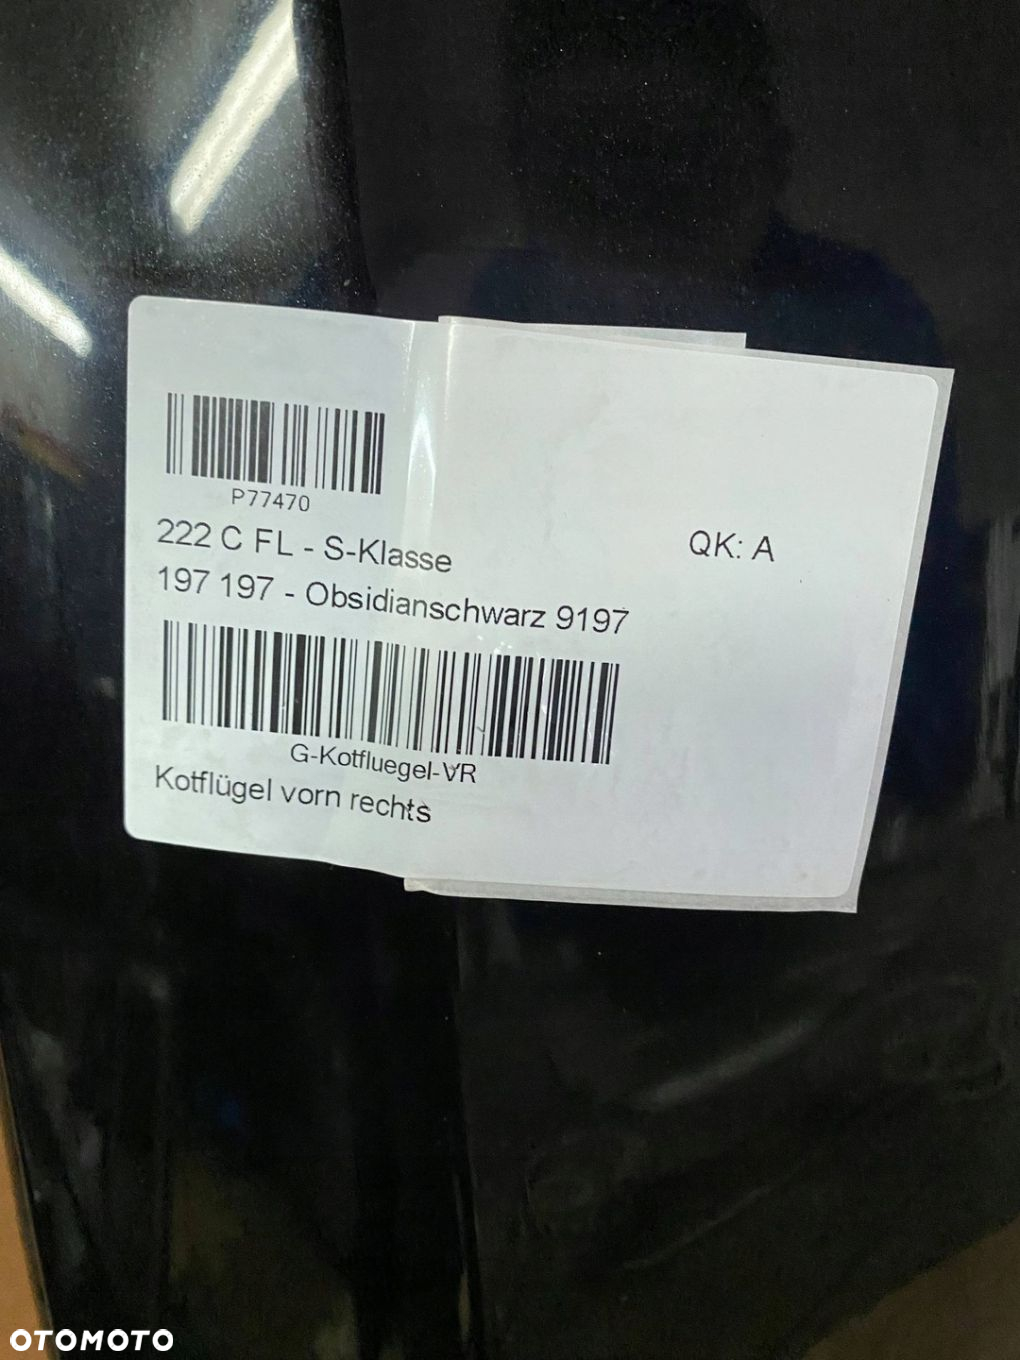 P77470
222 C FL - S-Klasse
QK: A
197 197 - Obsidianschwarz 9197
G-Kotfluegel-VR
Kotflügel vorn rechts
OTOMOTO